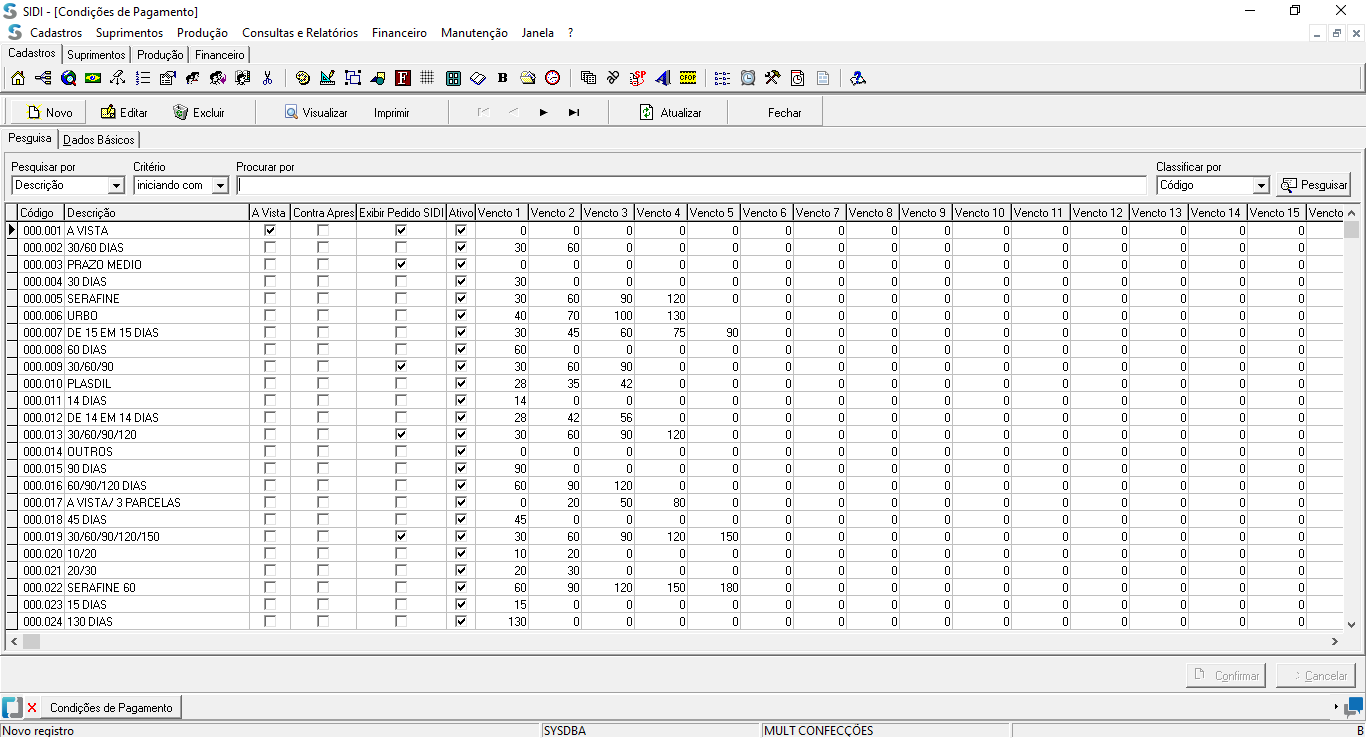 SIDI - [Condições de Pagamento]
Cadastros Suprimentos Produção Consultas e Relatórios Financeiro Manutenção Janela ?
Cadastros Suprimentos Produção Financeiro
F B SP CFOP
Novo Editar Excluir Visualizar Imprimir Atualizar Fechar
Pesquisa Dados Básicos
Pesquisar por Critério Procurar por Classificar por
Descrição iniciando com Código Pesquisar
Código Descrição A Vista Contra Apres Exibir Pedido SIDI Ativo Vencto 1 Vencto 2 Vencto 3 Vencto 4 Vencto 5 Vencto 6 Vencto 7 Vencto 8 Vencto 9 Vencto 10 Vencto 11 Vencto 12 Vencto 13 Vencto 14 Vencto 15 Vencto
000.001 A VISTA 0 0 0 0 0 0 0 0 0 0 0 0 0 0 0
000.002 30/60 DIAS 30 60 0 0 0 0 0 0 0 0 0 0 0 0 0
000.003 PRAZO MEDIO 0 0 0 0 0 0 0 0 0 0 0 0 0 0 0
000.004 30 DIAS 30 0 0 0 0 0 0 0 0 0 0 0 0 0 0
000.005 SERAFINE 30 60 90 120 0 0 0 0 0 0 0 0 0 0 0
000.006 URBO 40 70 100 130 0 0 0 0 0 0 0 0 0 0
000.007 DE 15 EM 15 DIAS 30 45 60 75 90 0 0 0 0 0 0 0 0 0 0
000.008 60 DIAS 60 0 0 0 0 0 0 0 0 0 0 0 0 0 0
000.009 30/60/90 30 60 90 0 0 0 0 0 0 0 0 0 0 0 0
000.010 PLASDIL 28 35 42 0 0 0 0 0 0 0 0 0 0 0 0
000.011 14 DIAS 14 0 0 0 0 0 0 0 0 0 0 0 0 0 0
000.012 DE 14 EM 14 DIAS 28 42 56 0 0 0 0 0 0 0 0 0 0 0 0
000.013 30/60/90/120 30 60 90 120 0 0 0 0 0 0 0 0 0 0 0
000.014 OUTROS 0 0 0 0 0 0 0 0 0 0 0 0 0 0 0
000.015 90 DIAS 90 0 0 0 0 0 0 0 0 0 0 0 0 0 0
000.016 60/90/120 DIAS 60 90 120 0 0 0 0 0 0 0 0 0 0 0 0
000.017 A VISTA/ 3 PARCELAS 0 20 50 80 0 0 0 0 0 0 0 0 0 0 0
000.018 45 DIAS 45 0 0 0 0 0 0 0 0 0 0 0 0 0 0
000.019 30/60/90/120/150 30 60 90 120 150 0 0 0 0 0 0 0 0 0 0
000.020 10/20 10 20 0 0 0 0 0 0 0 0 0 0 0 0 0
000.021 20/30 20 30 0 0 0 0 0 0 0 0 0 0 0 0 0
000.022 SERAFINE 60 60 90 120 150 180 0 0 0 0 0 0 0 0 0 0
000.023 15 DIAS 15 0 0 0 0 0 0 0 0 0 0 0 0 0 0
000.024 130 DIAS 130 0 0 0 0 0 0 0 0 0 0 0 0 0 0
Confirmar Cancelar
Condições de Pagamento
Novo registro SYSDBA MULT CONFECÇÕES B